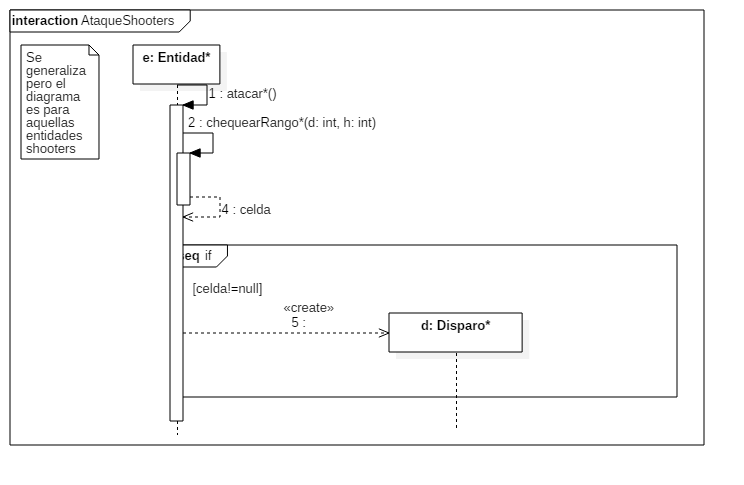 interaction AtaqueShooters
Se
generaliza
pero el
diagrama
es para
aquellas
entidades
shooters
e: Entidad*
1 : atacar*()
2 : chequearRango*(d: int, h: int)
4 : celda
seq if
[celda!=null]
«create»
5 :
d: Disparo*